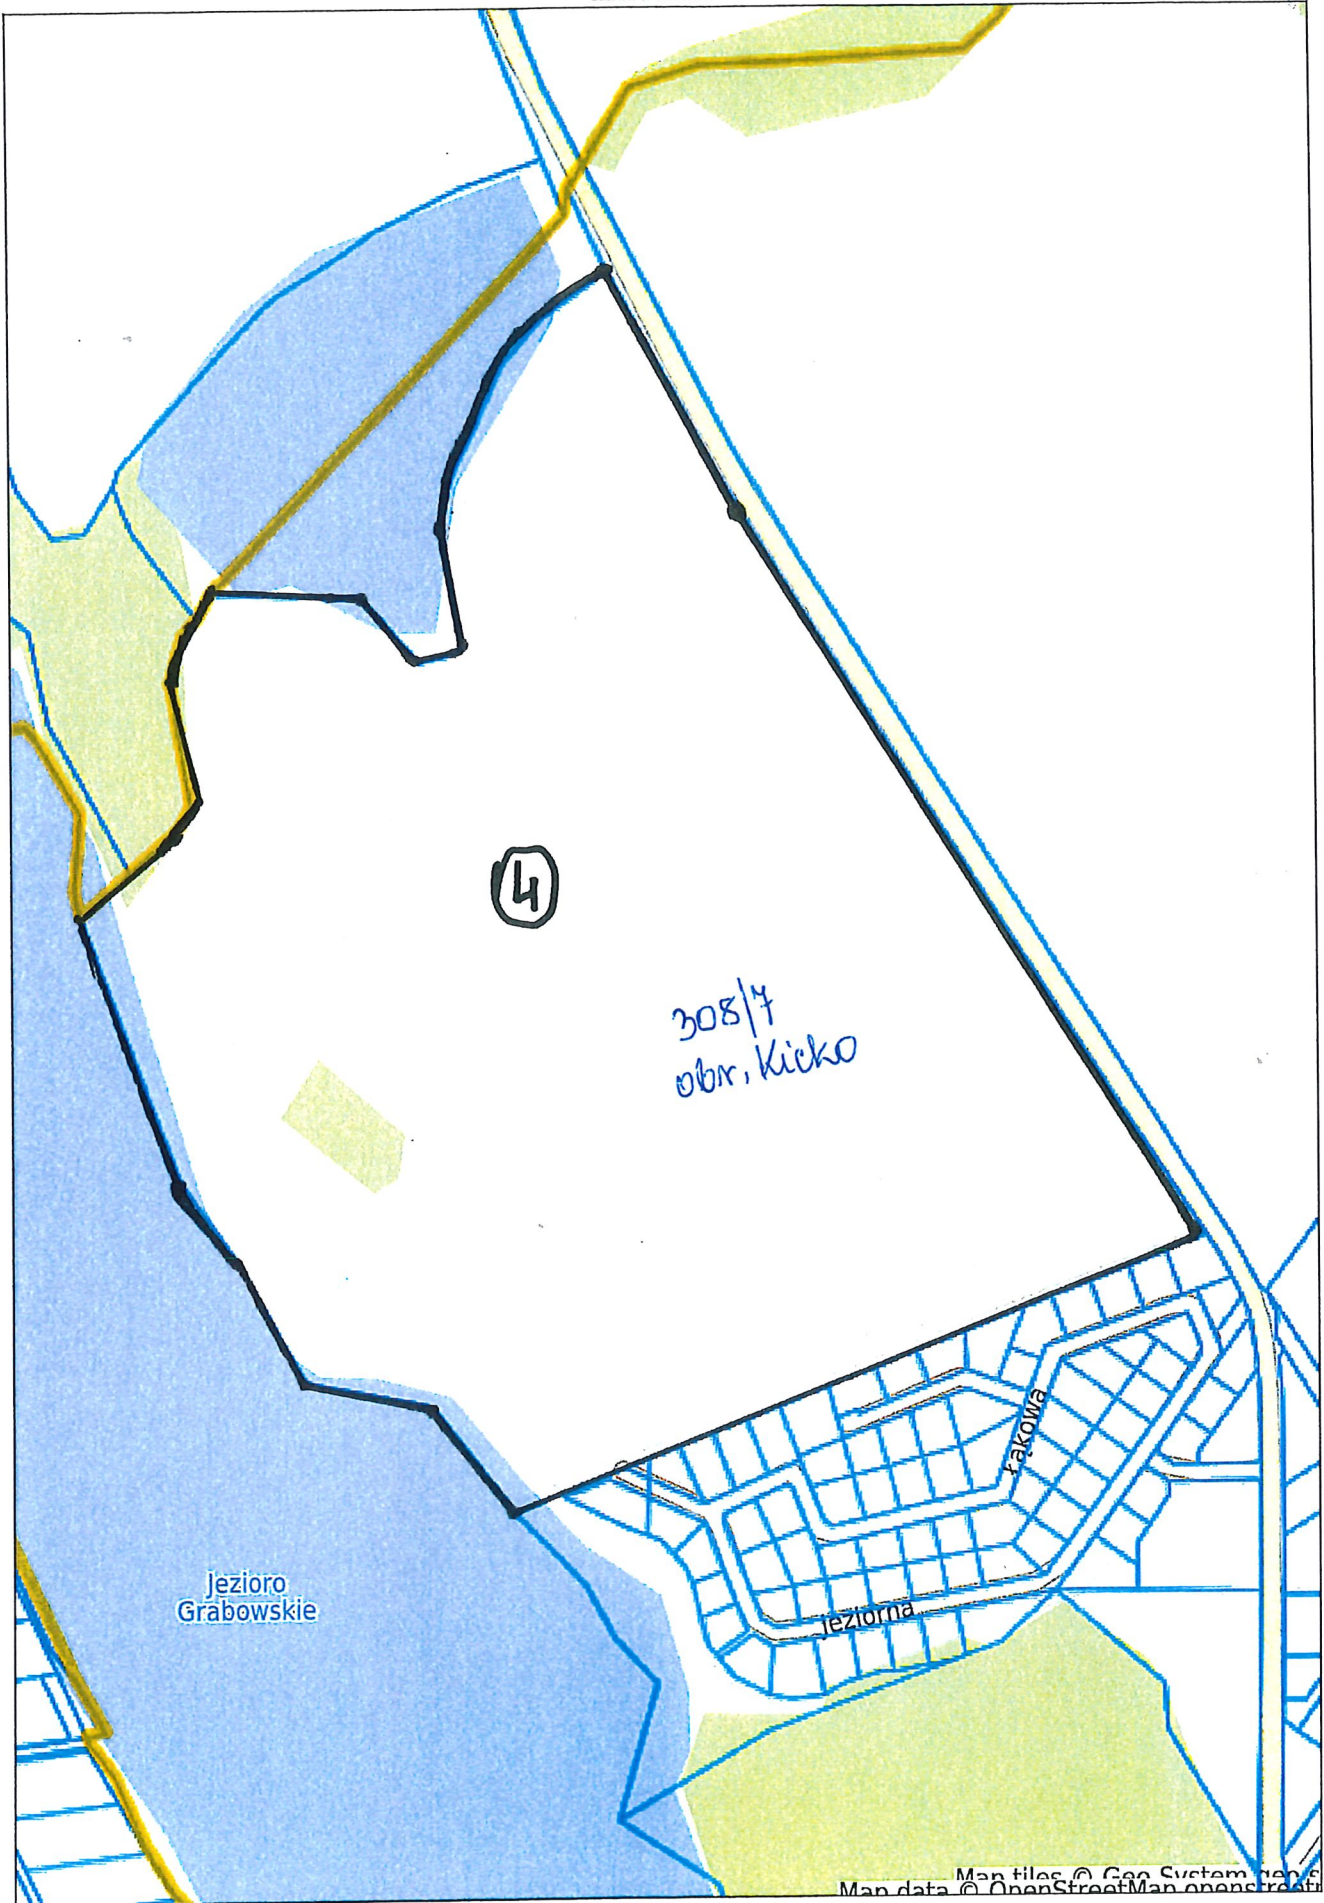 4
308/7
obr. Kicko
Łąkowa
Jezioro
Grabowskie
Jeziorna
Map tiles © Geo System
Map data © OpenStreetMap